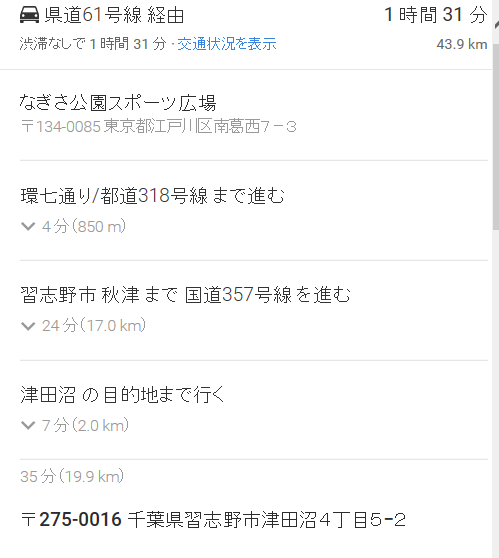 県道61号線 経由
1 時間 31 分
渋滞なしで 1 時間 31 分 · 交通状況を表示
43.9 km
なぎさ公園スポーツ広場
〒134-0085 東京都江戸川区南葛西7－3
環七通り/都道318号線 まで進む
4 分 (850 m)
習志野市 秋津 まで 国道357号線 を進む
24 分 (17.0 km)
津田沼 の 目的地まで行く
7 分 (2.0 km)
35 分 (19.9 km)
〒275-0016 千葉県習志野市津田沼４丁目５−２